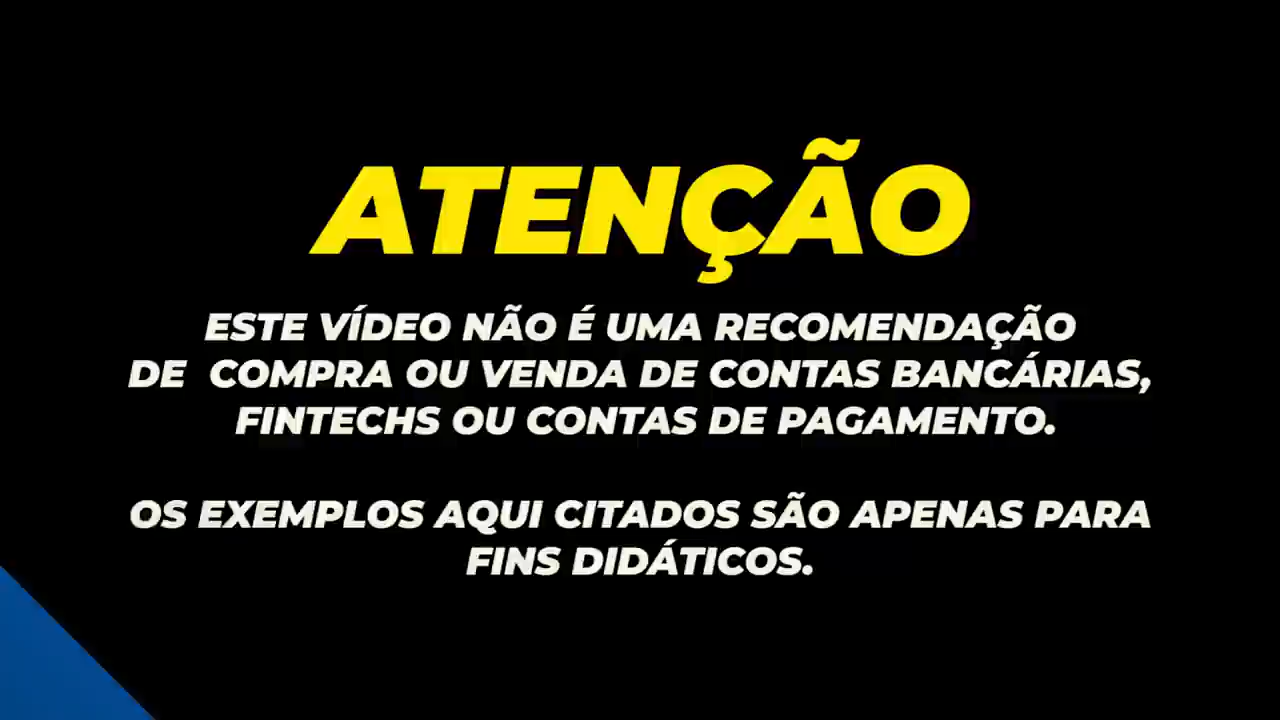 ATENÇÃO
ESTE VÍDEO NÃO É UMA RECOMENDAÇÃO
DE COMPRA OU VENDA DE CONTAS BANCÁRIAS,
FINTECHS OU CONTAS DE PAGAMENTO.
OS EXEMPLOS AQUI CITADOS SÃO APENAS PARA
FINS DIDÁTICOS.